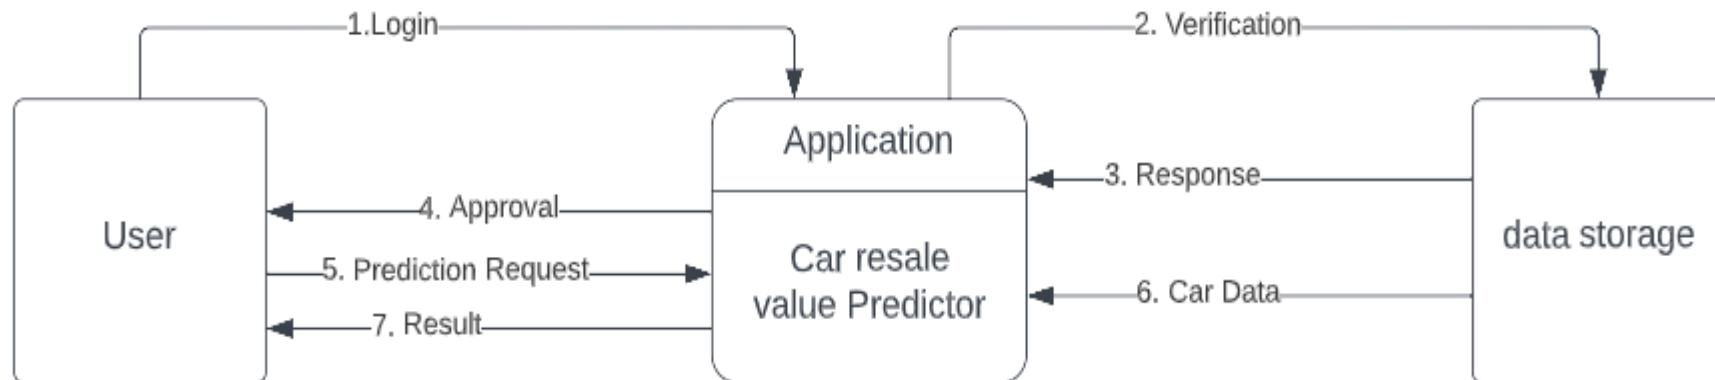 1.Login
2. Verification
Application
3. Response
4. Approval
User
data storage
Car resale
value Predictor
5. Prediction Request
6. Car Data
7. Result